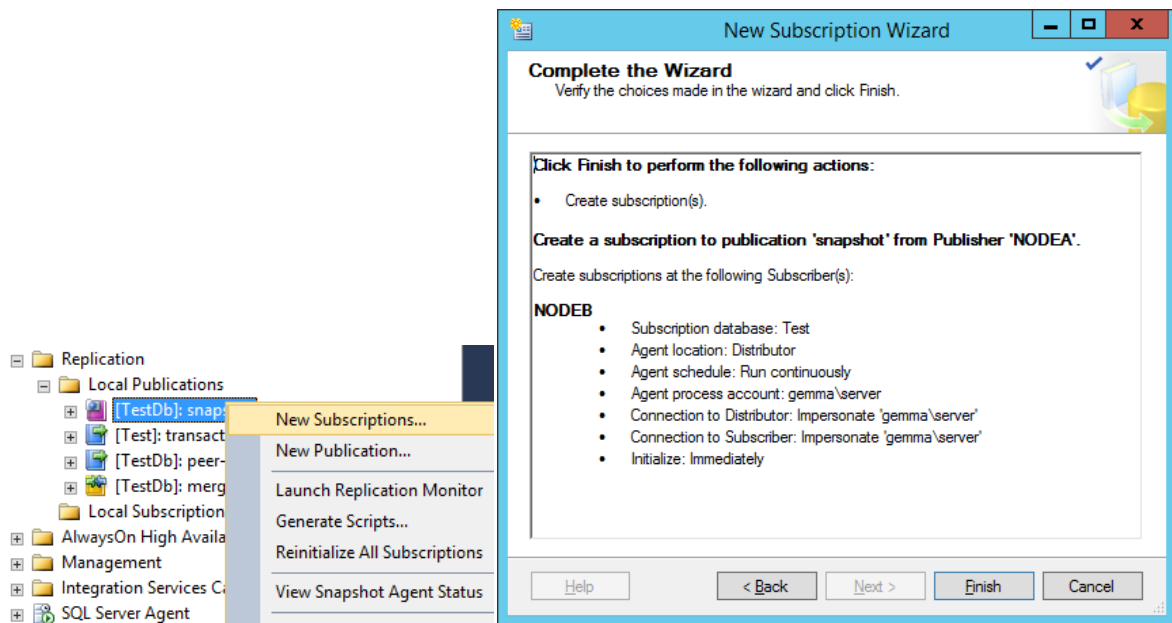 Replication
Local Publications
[TestDb]: snaps
[Test]: transact
[TestDb]: peer-
[TestDb]: merg
Local Subscription
AlwaysOn High Availa
Management
Integration Services Ca
SQL Server Agent
New Subscriptions...
New Publication...
Launch Replication Monitor
Generate Scripts...
Reinitialize All Subscriptions
View Snapshot Agent Status
New Subscription Wizard
Complete the Wizard
Verify the choices made in the wizard and click Finish.
Click Finish to perform the following actions:
• Create subscription(s).
Create a subscription to publication 'snapshot' from Publisher 'NODEA'.
Create subscriptions at the following Subscriber(s):
NODEB
• Subscription database: Test
• Agent location: Distributor
• Agent schedule: Run continuously
• Agent process account: gemma\server
• Connection to Distributor: Impersonate 'gemma\server'
• Connection to Subscriber: Impersonate 'gemma\server'
• Initialize: Immediately
Help
< Back
Next >
Finish
Cancel